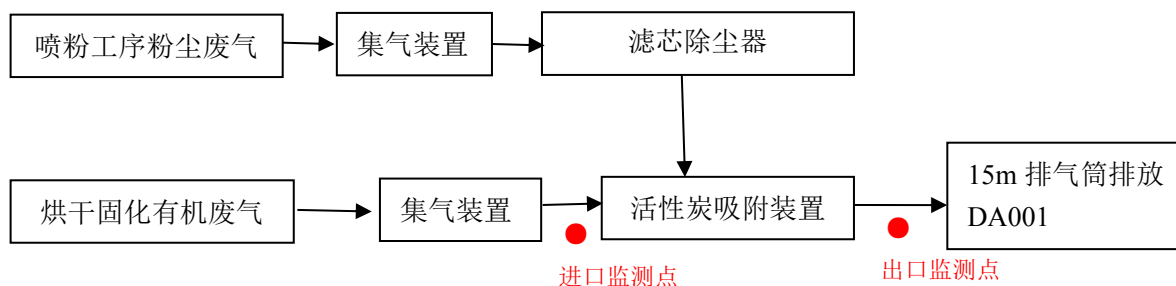 喷粉工序粉尘废气
集气装置
滤芯除尘器
烘干固化有机废气
集气装置
活性炭吸附装置
15m 排气筒排放
DA001
进口监测点
出口监测点